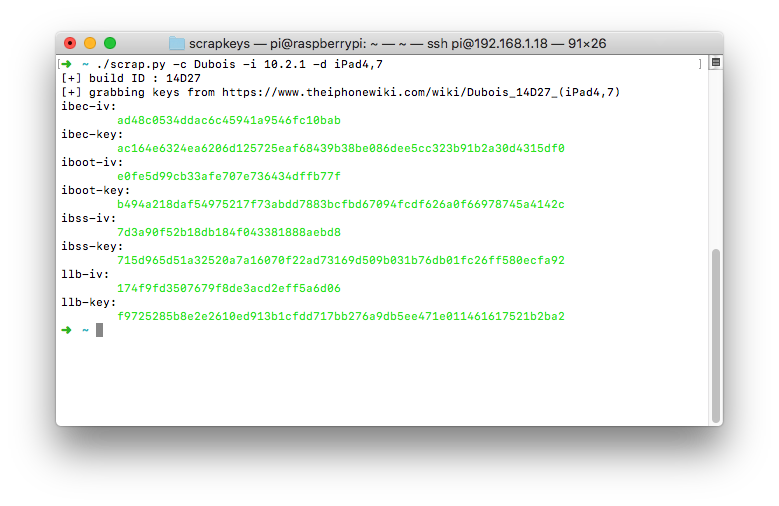 scrapkeys — pi@raspberrypi: ~ — ~ — ssh pi@192.168.1.18 — 91×26
[➜ ~ ./scrap.py -c Dubois -i 10.2.1 -d iPad4,7 ]
[+] build ID : 14D27
[+] grabbing keys from https://www.theiphonewiki.com/wiki/Dubois_14D27_(iPad4,7)
ibec-iv:
ad48c0534ddac6c45941a9546fc10bab
ibec-key:
ac164e6324ea6206d125725eaf68439b38be086dee5cc323b91b2a30d4315df0
iboot-iv:
e0fe5d99cb33afe707e736434dffb77f
iboot-key:
b494a218daf54975217f73abdd7883bcfbd67094fcdf626a0f66978745a4142c
ibss-iv:
7d3a90f52b18db184f043381888aebd8
ibss-key:
715d965d51a32520a7a16070f22ad73169d509b031b76db01fc26ff580ecfa92
llb-iv:
174f9fd3507679f8de3acd2eff5a6d06
llb-key:
f9725285b8e2e2610ed913b1cfdd717bb276a9db5ee471e011461617521b2ba2
➜ ~